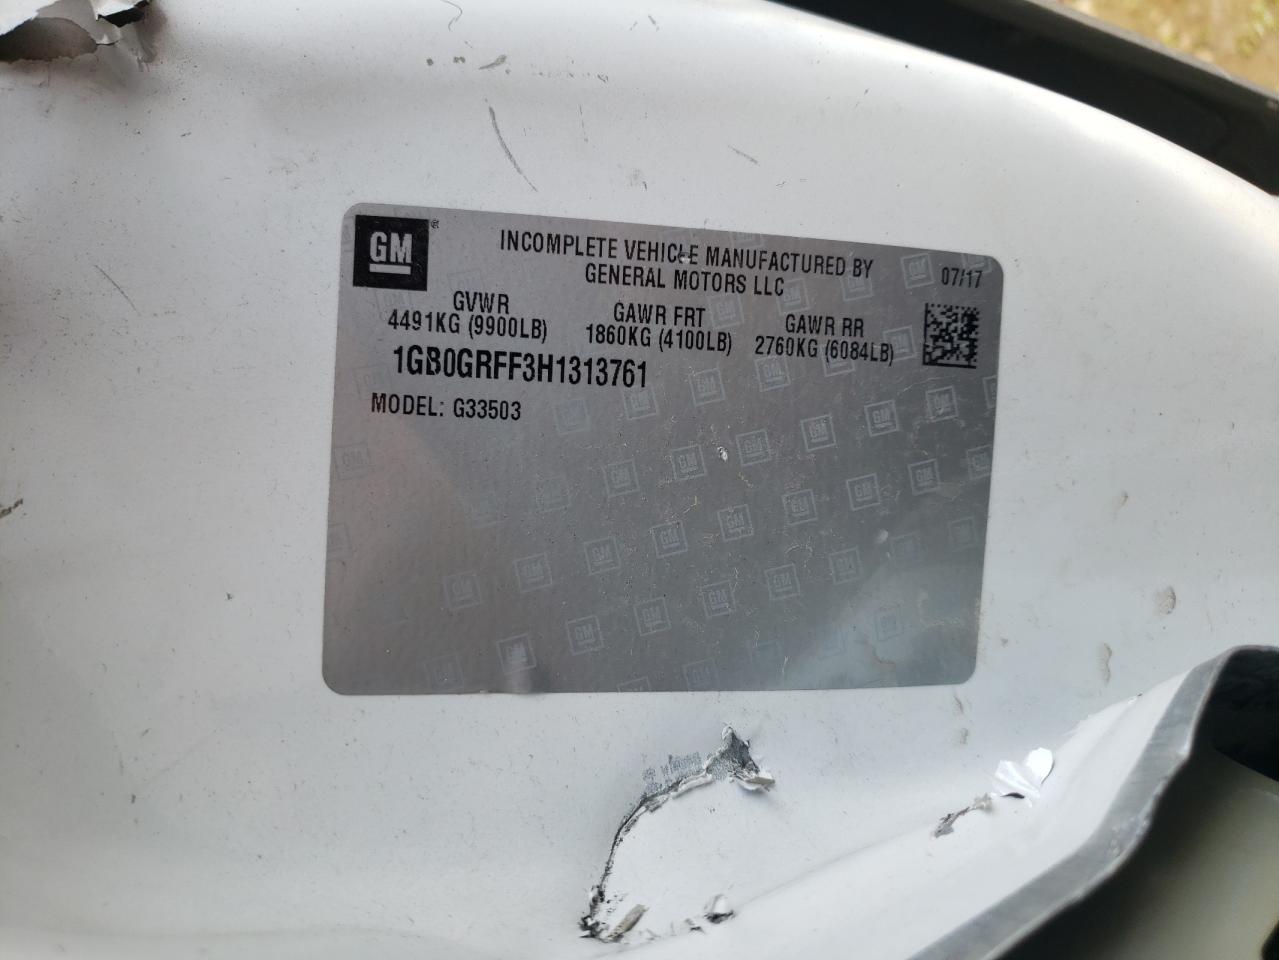 GM ®
INCOMPLETE VEHICLE MANUFACTURED BY
GENERAL MOTORS LLC
07/17
GVWR
4491KG (9900LB)
GAWR FRT
1860KG (4100LB)
GAWR RR
2760KG (6084LB)
1GB0GRFF3H1313761
MODEL: G33503